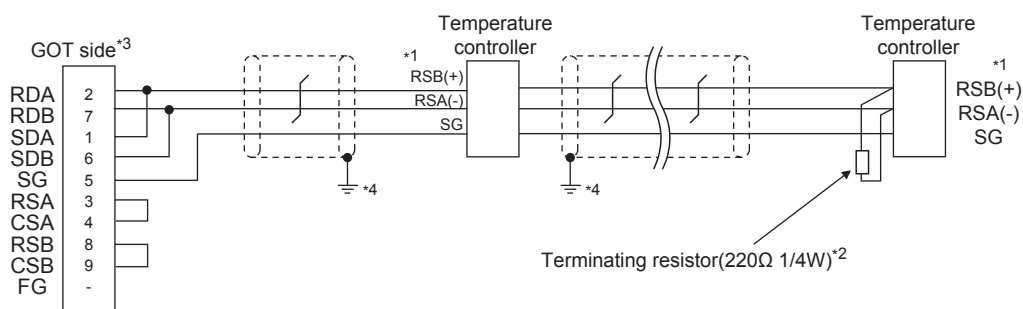 GOT side*3
RDA 2
RDB 7
SDA 1
SDB 6
SG 5
RSA 3
CSA 4
RSB 8
CSB 9
FG -
*4
Temperature
controller
*1
RSB(+)
RSA(-)
SG
*4
Temperature
controller
*1
RSB(+)
RSA(-)
SG
Terminating resistor(220Ω 1/4W)*2